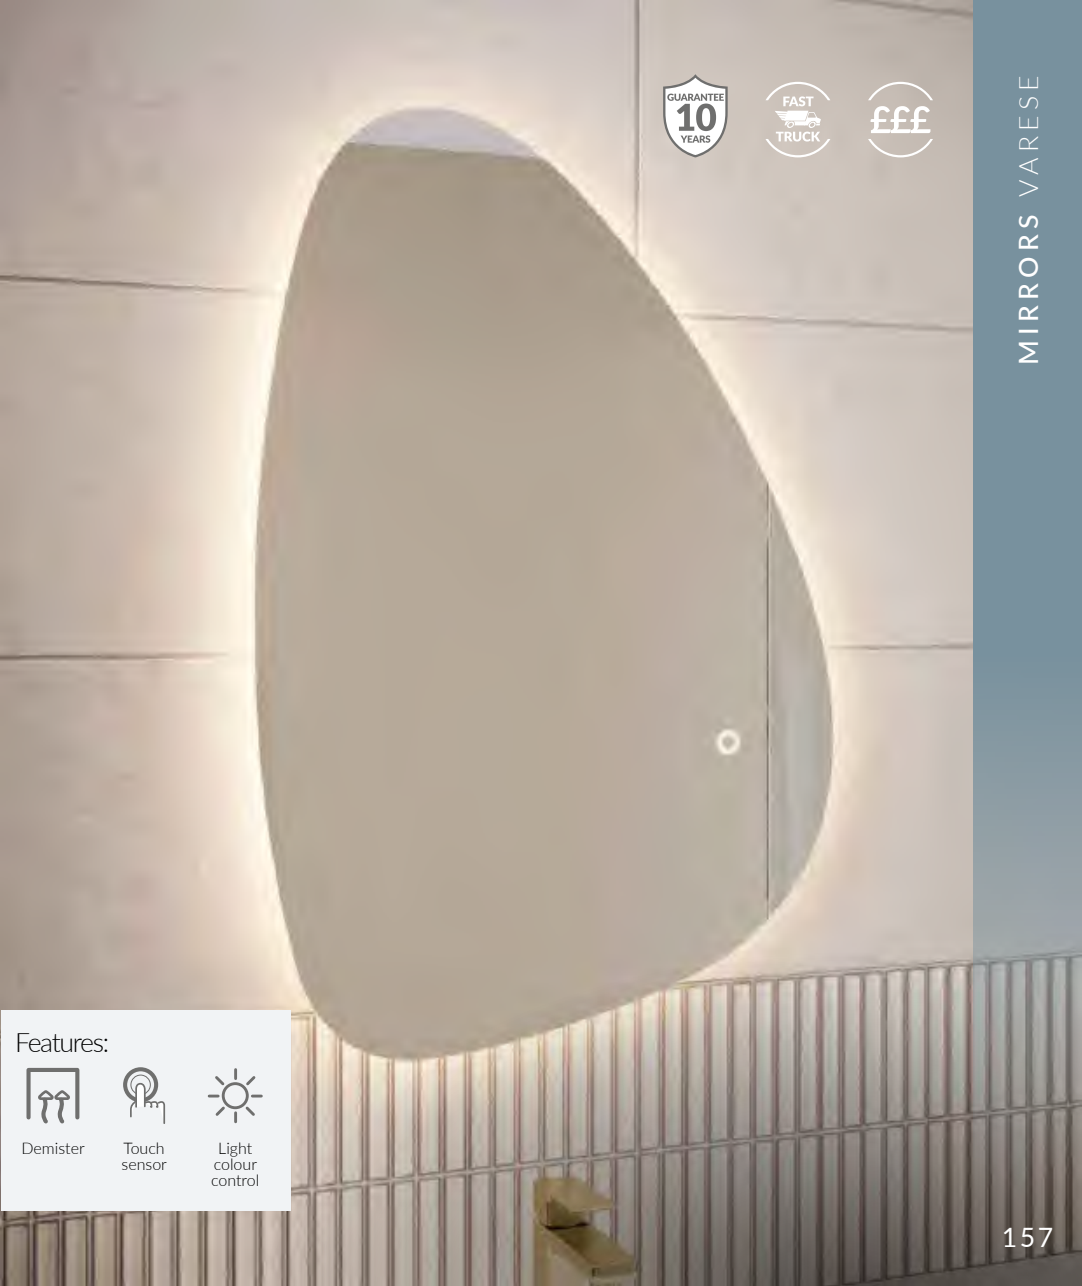 GUARANTEE
10
YEARS
FAST
TRUCK
£££
MIRRORS VARESE
Features:
Demister
Touch
sensor
Light
colour
control
157